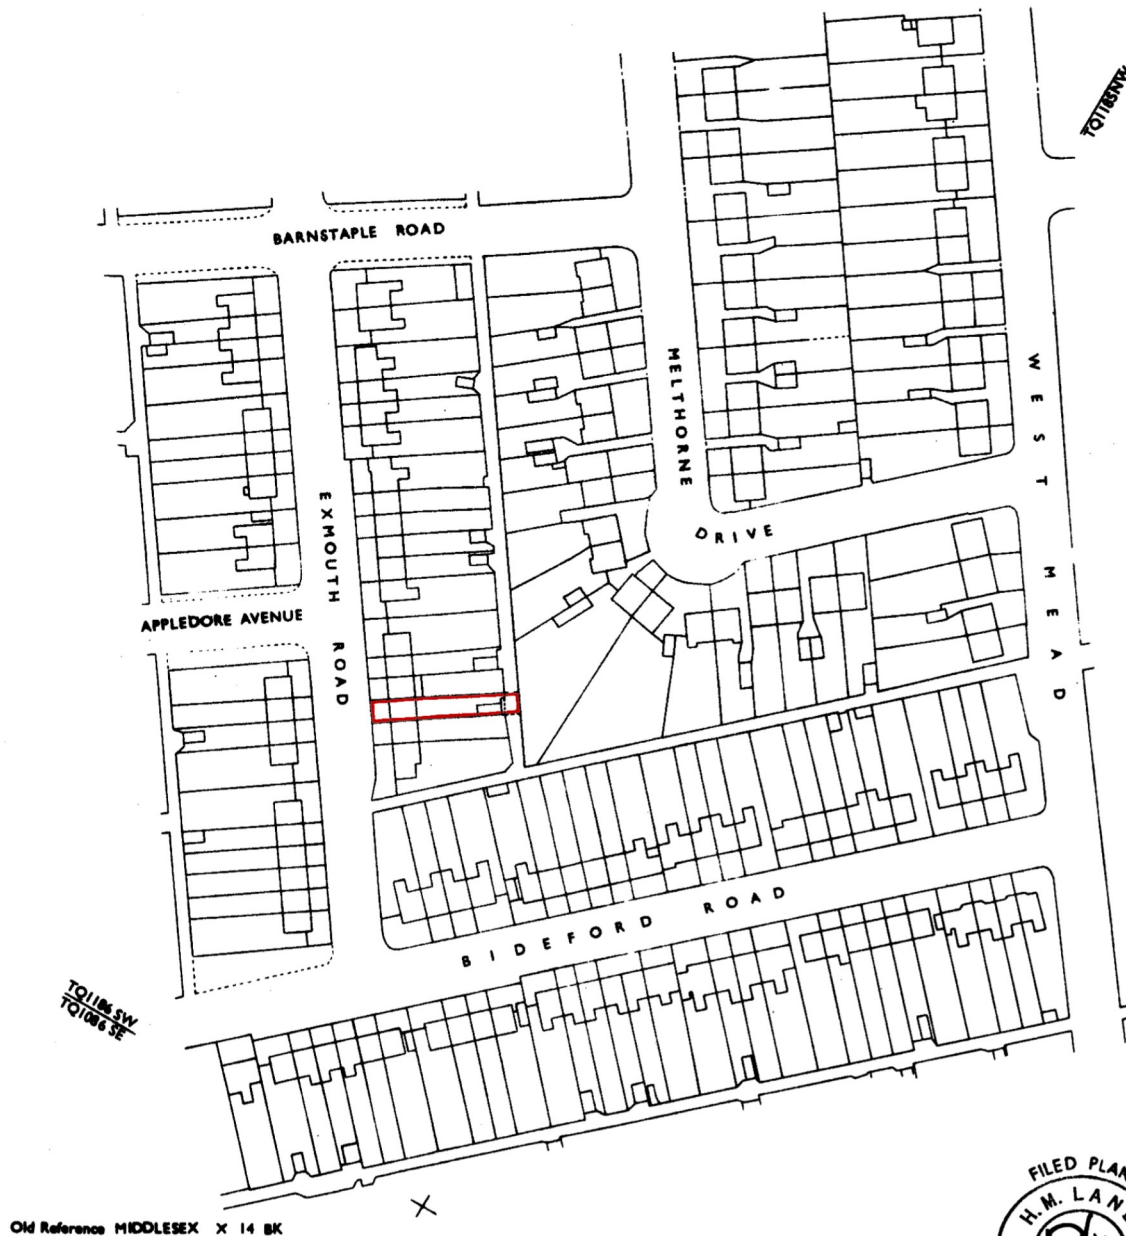 TQ1185NW
BARNSTAPLE ROAD
MELTHORNE
DRIVE
WEST MEAD
EXMOUTH ROAD
APPLEDORE AVENUE
BIDEFORD ROAD
TQ1186 SW
TQ1086 SE
FILED PLAN
H.M. LAN
Old Reference MIDDLESEX X 14 BK